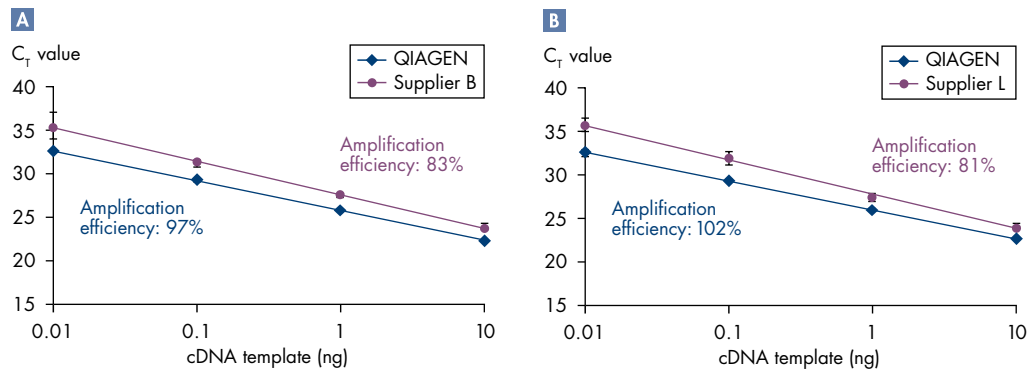 A
C_T value
QIAGEN
Supplier B
40
35
30
25
20
15
Amplification
efficiency: 83%
Amplification
efficiency: 97%
0.01
0.1
1
10
cDNA template (ng)
B
C_T value
QIAGEN
Supplier L
40
35
30
25
20
15
Amplification
efficiency: 81%
Amplification
efficiency: 102%
0.01
0.1
1
10
cDNA template (ng)